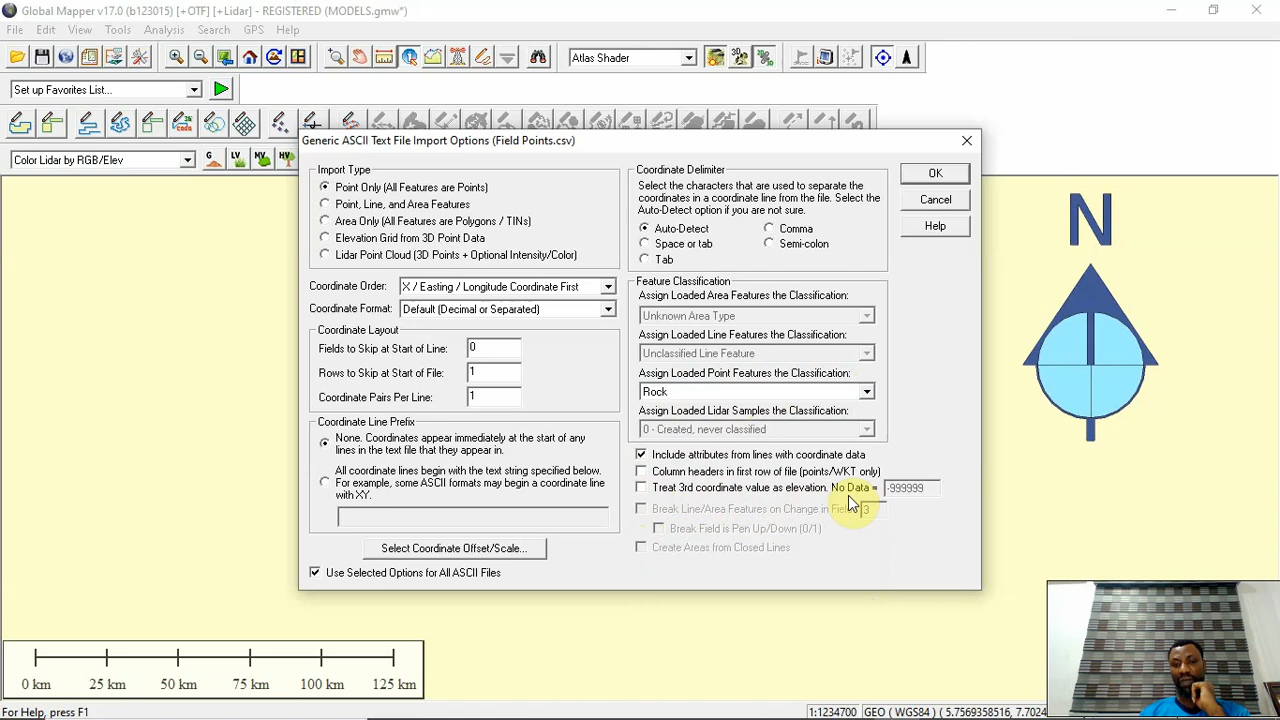 Global Mapper v17.0 (b123015) [+OTF] [+Lidar] - REGISTERED (MODELS.gmw*)
File Edit View Tools Analysis Search GPS Help
Atlas Shader
Set up Favorites List...
Color Lidar by RGB/Elev
Generic ASCII Text File Import Options (Field Points.csv)
Import Type
Point Only (All Features are Points)
Point, Line, and Area Features
Area Only (All Features are Polygons / TINs)
Elevation Grid from 3D Point Data
Lidar Point Cloud (3D Points + Optional Intensity/Color)
Coordinate Order: X / Easting / Longitude Coordinate First
Coordinate Format: Default (Decimal or Separated)
Coordinate Layout
Fields to Skip at Start of Line: 0
Rows to Skip at Start of File: 1
Coordinate Pairs Per Line: 1
Coordinate Line Prefix
None. Coordinates appear immediately at the start of any
lines in the text file that they appear in.
All coordinate lines begin with the text string specified below.
For example, some ASCII formats may begin a coordinate line
with XY.
Select Coordinate Offset/Scale...
Use Selected Options for All ASCII Files
Coordinate Delimiter
Select the characters that are used to separate the
coordinates in a coordinate line from the file. Select the
Auto-Detect option if you are not sure.
Auto-Detect Comma
Space or tab Semi-colon
Tab
Feature Classification
Assign Loaded Area Features the Classification:
Unknown Area Type
Assign Loaded Line Features the Classification:
Unclassified Line Feature
Assign Loaded Point Features the Classification:
Rock
Assign Loaded Lidar Samples the Classification:
0 - Created, never classified
Include attributes from lines with coordinate data
Column headers in first row of file (points/WKT only)
Treat 3rd coordinate value as elevation. No Data = -999999
Break Line/Area Features on Change in Field 3
Break Field is Pen Up/Down (0/1)
Create Areas from Closed Lines
OK
Cancel
Help
N
0 km 25 km 50 km 75 km 100 km 125 km
For Help, press F1
1:1234700 GEO ( WGS84 ) ( 5.7569358516, 7.7024